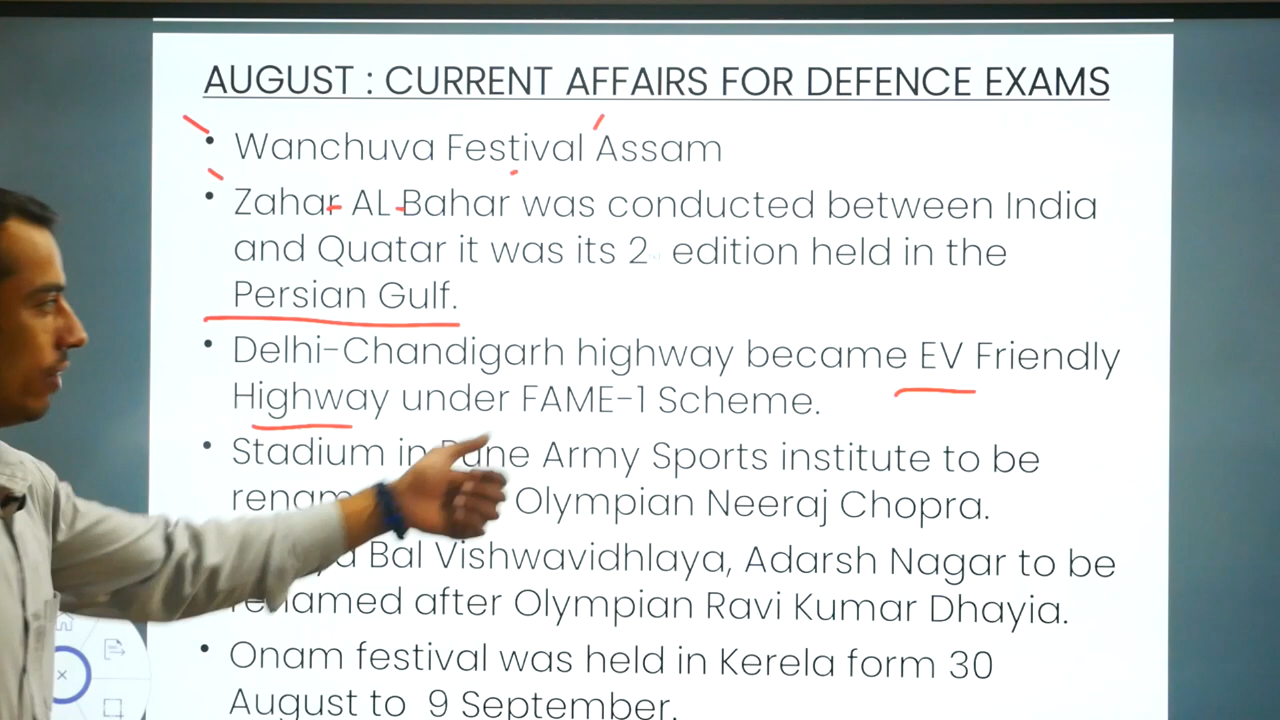 AUGUST : CURRENT AFFAIRS FOR DEFENCE EXAMS
• Wanchuva Festival Assam
• Zahar AL-Bahar was conducted between India
and Quatar it was its 2 edition held in the
Persian Gulf.
• Delhi-Chandigarh highway became EV Friendly
Highway under FAME-1 Scheme.
• Stadium in Pune Army Sports institute to be
Olympian Neeraj Chopra.
Bal Vishwavidhlaya, Adarsh Nagar to be
renamed after Olympian Ravi Kumar Dhayia.
• Onam festival was held in Kerela form 30
August to 9 September.